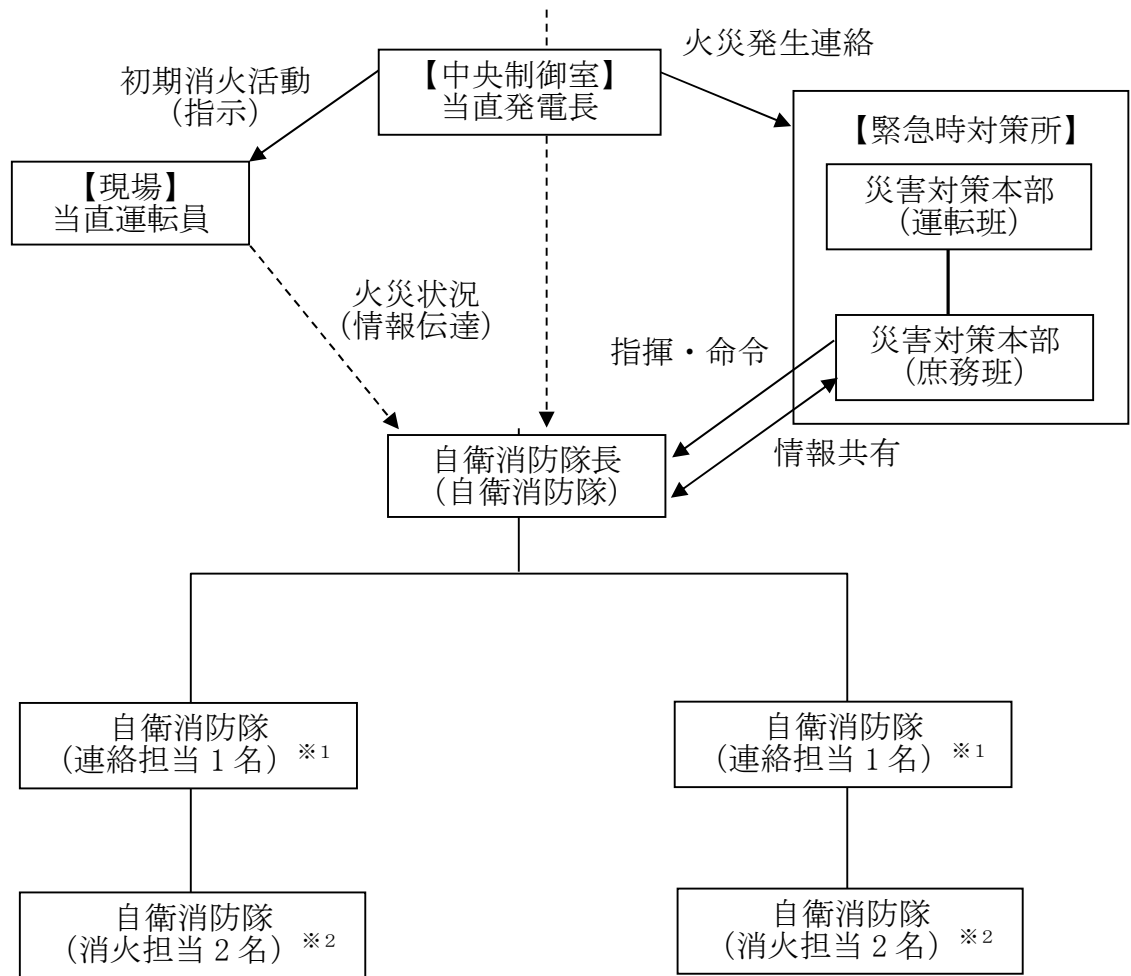 火災発生連絡
初期消火活動
(指示)
【中央制御室】
当直発電長
【緊急時対策所】
【現場】
当直運転員
災害対策本部
(運転班)
火災状況
(情報伝達)
指揮・命令
災害対策本部
(庶務班)
情報共有
自衛消防隊長
(自衛消防隊)
自衛消防隊
(連絡担当1名)※1
自衛消防隊
(連絡担当1名)※1
自衛消防隊
(消火担当2名)※2
自衛消防隊
(消火担当2名)※2